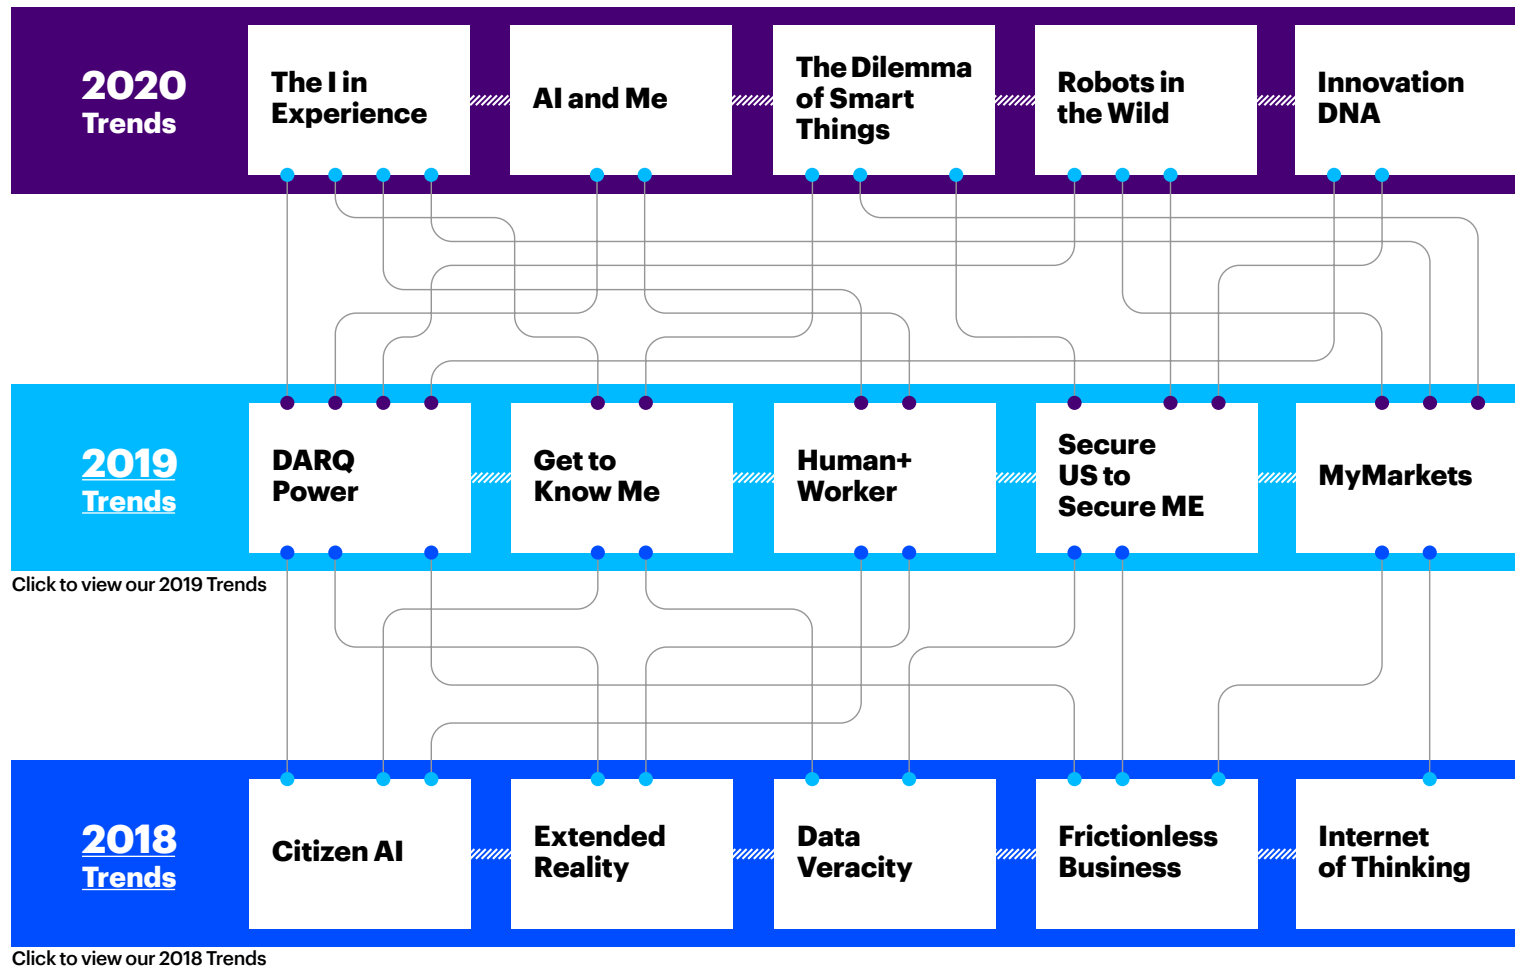 2020
Trends
The I in
Experience
AI and Me
The Dilemma
of Smart
Things
Robots in
the Wild
Innovation
DNA
2019
Trends
DARQ
Power
Get to
Know Me
Human+
Worker
Secure
US to
Secure ME
MyMarkets
Click to view our 2019 Trends
2018
Trends
Citizen AI
Extended
Reality
Data
Veracity
Frictionless
Business
Internet
of Thinking
Click to view our 2018 Trends